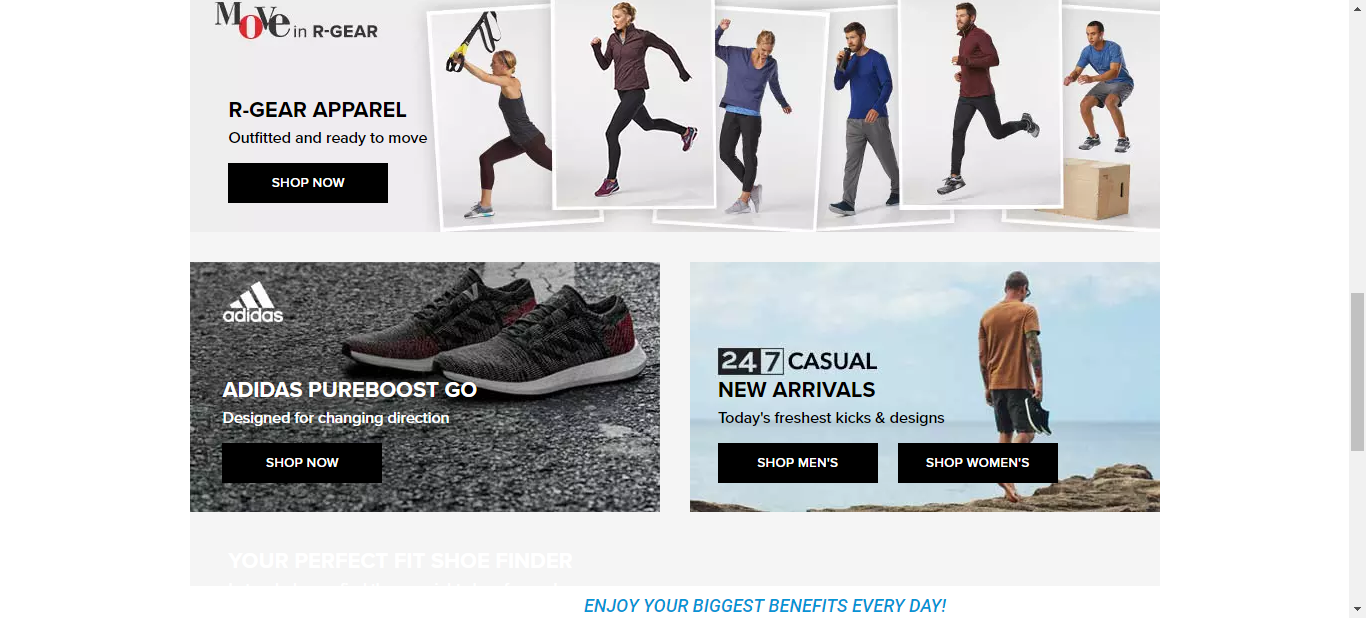 Move in R-GEAR
R-GEAR APPAREL
Outfitted and ready to move
SHOP NOW
adidas
ADIDAS PUREBOOST GO
Designed for changing direction
SHOP NOW
24 7 CASUAL
NEW ARRIVALS
Today's freshest kicks & designs
SHOP MEN'S
SHOP WOMEN'S
YOUR PERFECT FIT SHOE FINDER
ENJOY YOUR BIGGEST BENEFITS EVERY DAY!